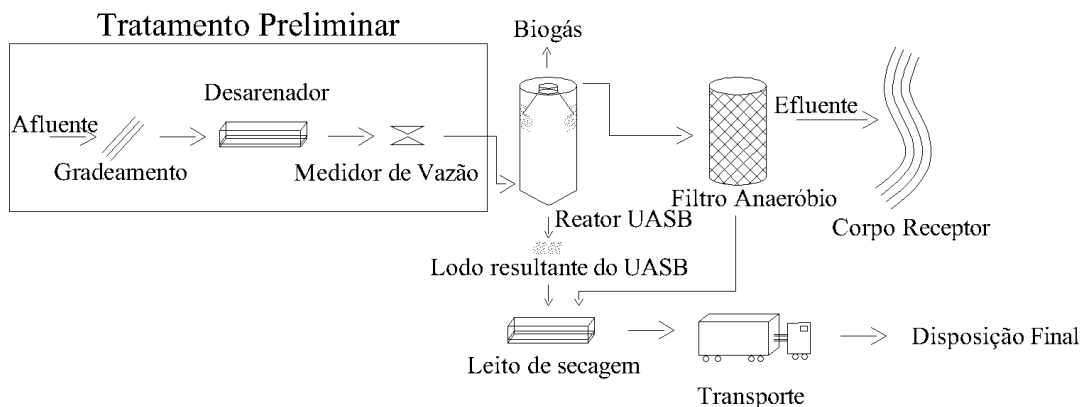 Tratamento Preliminar
Biogás
Desarenador
Afluente
Efluente
Gradeamento
Medidor de Vazão
Filtro Anaeróbio
Reator UASB
Corpo Receptor
Lodo resultante do UASB
Disposição Final
Leito de secagem
Transporte